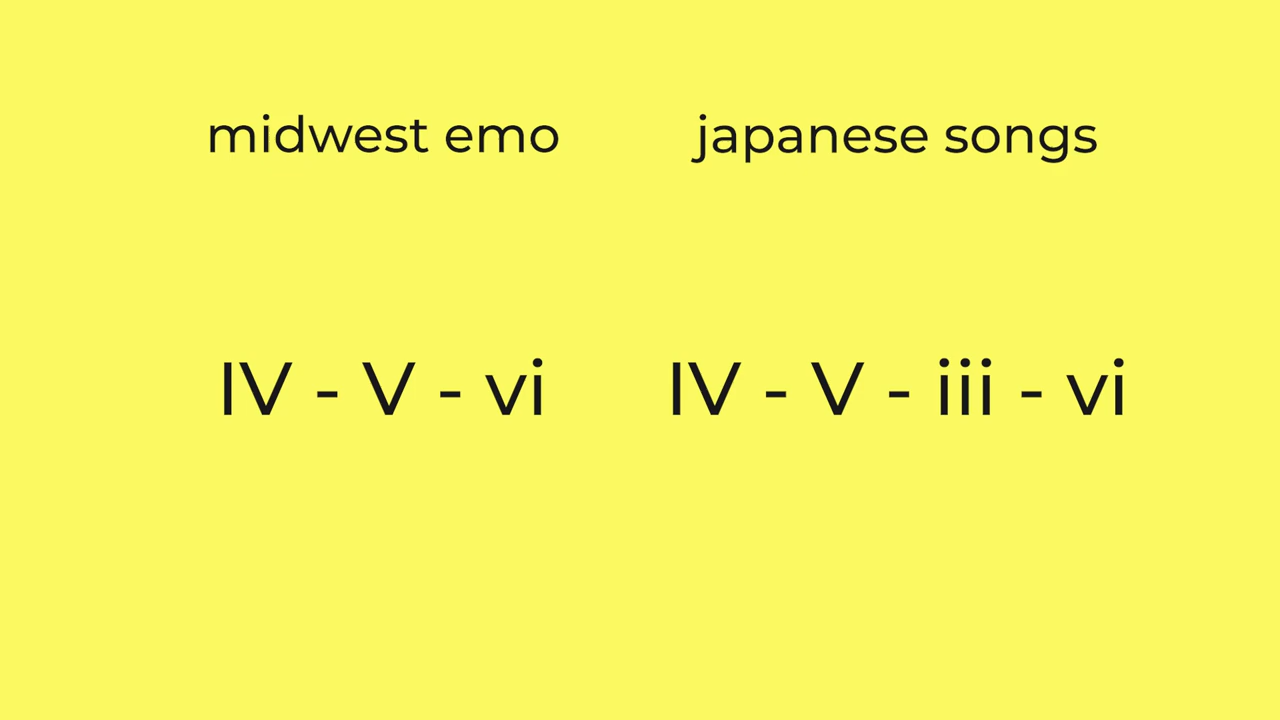 midwest emo
IV - V - vi
japanese songs
IV - V - iii - vi